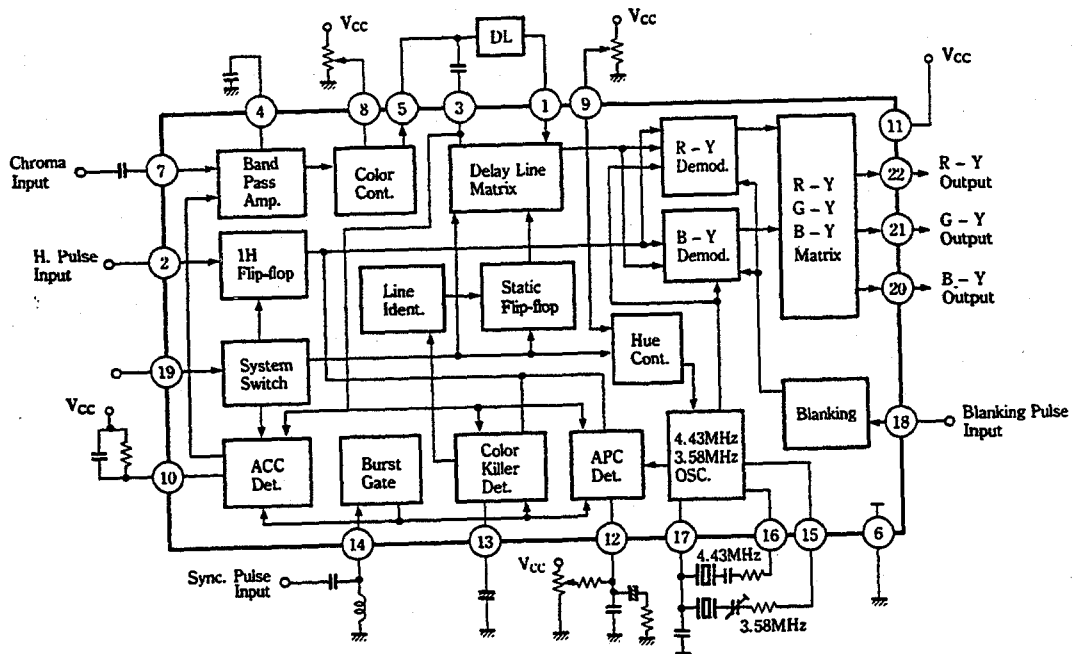 VCC
VCC
DL
VCC
4
8
5
3
1
9
11
Chroma
Input
7
Band
Pass
Amp.
Color
Cont.
Delay Line
Matrix
R - Y
Demod.
R - Y
G - Y
B - Y
Matrix
22
R - Y
Output
H. Pulse
Input
2
1H
Flip-flop
B - Y
Demod.
21
G - Y
Output
Line
Ident.
Static
Flip-flop
20
B - Y
Output
19
System
Switch
Hue
Cont.
VCC
10
ACC
Det.
Burst
Gate
Color
Killer
Det.
APC
Det.
4.43MHz
3.58MHz
OSC.
Blanking
18
Blanking Pulse
Input
14
13
12
17
16
15
6
Sync. Pulse
Input
VCC
4.43MHz
3.58MHz